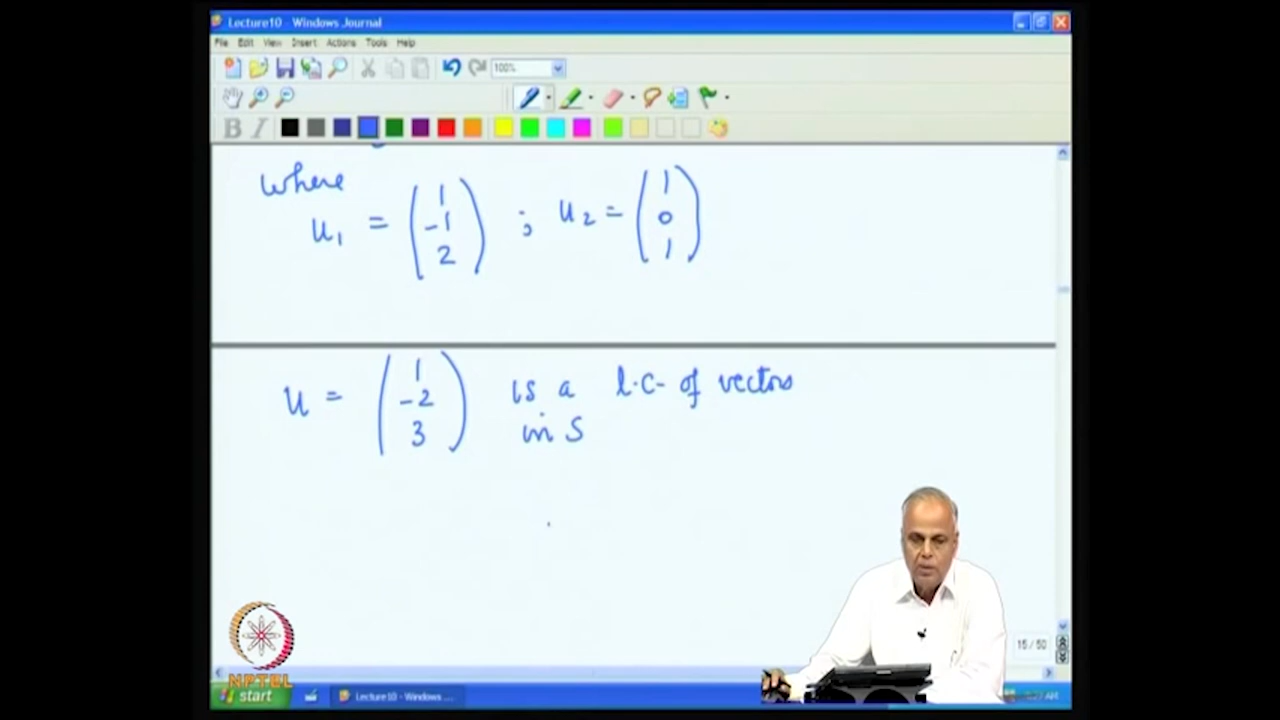 Lecture10 - Windows Journal
File Edit View Insert Actions Tools Help
100%
B I
where
u₁ = (1 -1 2) ; u₂ = (1 0 1)
u = (1 -2 3) is a l.c. of vectors
in S
15 / 50
NPTEL
start Lecture10 - Windows ...